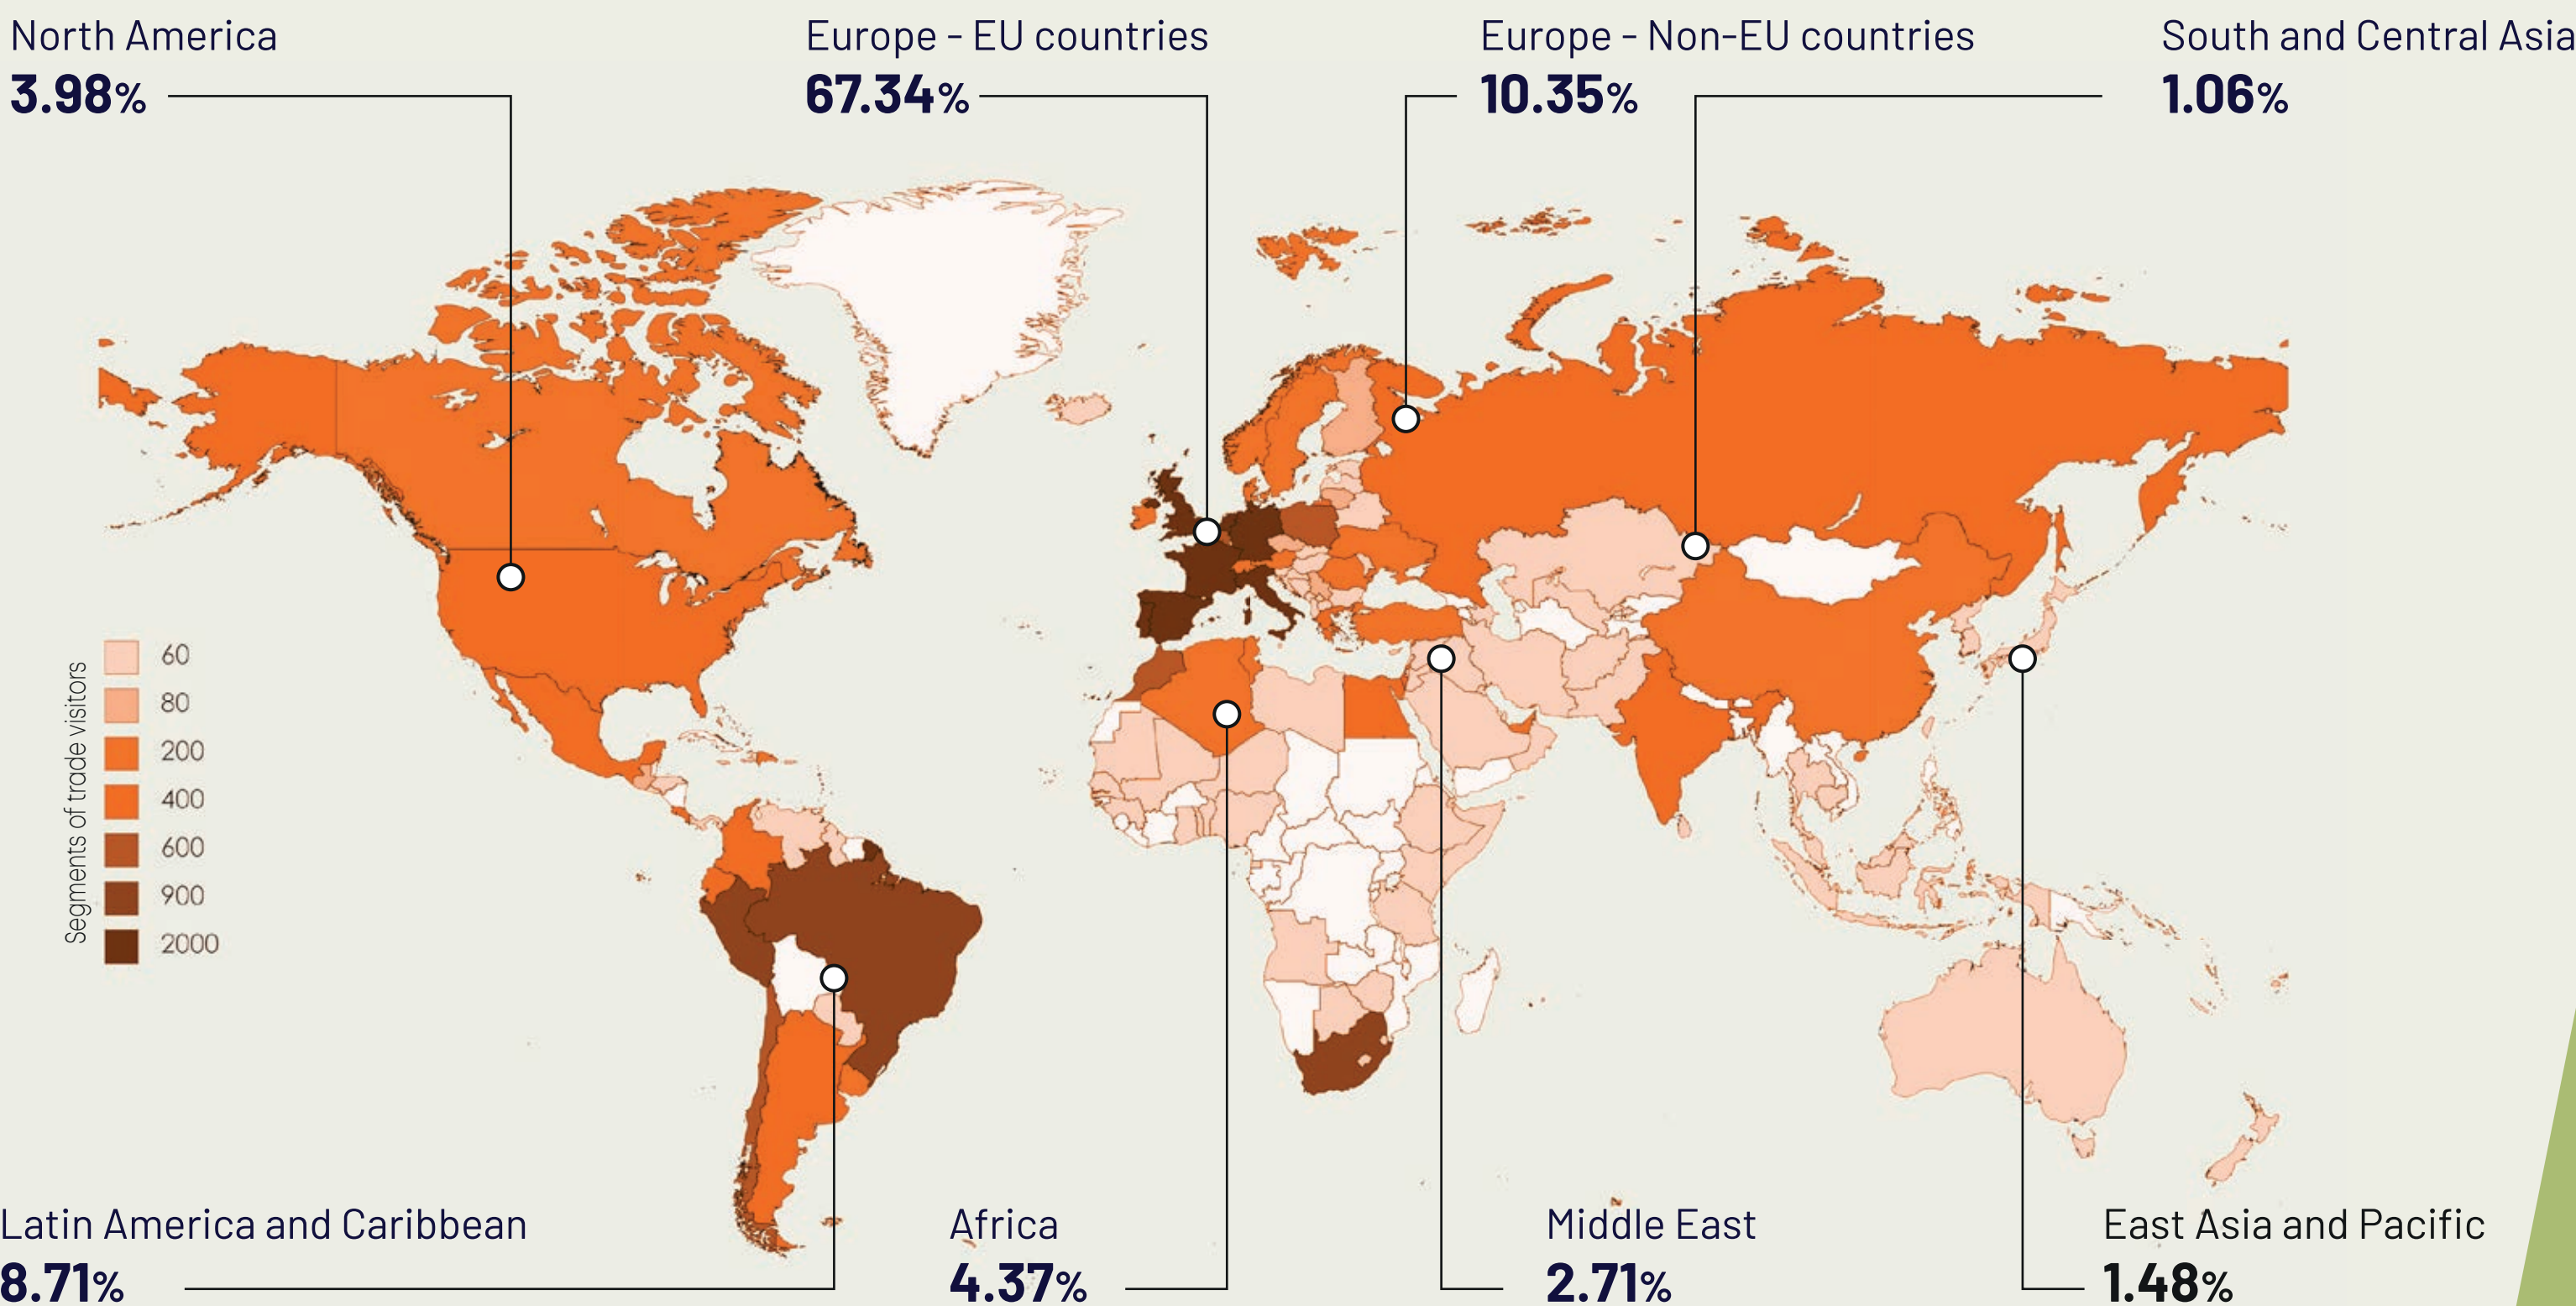 North America
3.98%
Europe - EU countries
67.34%
Europe - Non-EU countries
10.35%
South and Central Asia
1.06%
Segments of trade visitors
60
80
200
400
600
900
2000
Latin America and Caribbean
8.71%
Africa
4.37%
Middle East
2.71%
East Asia and Pacific
1.48%